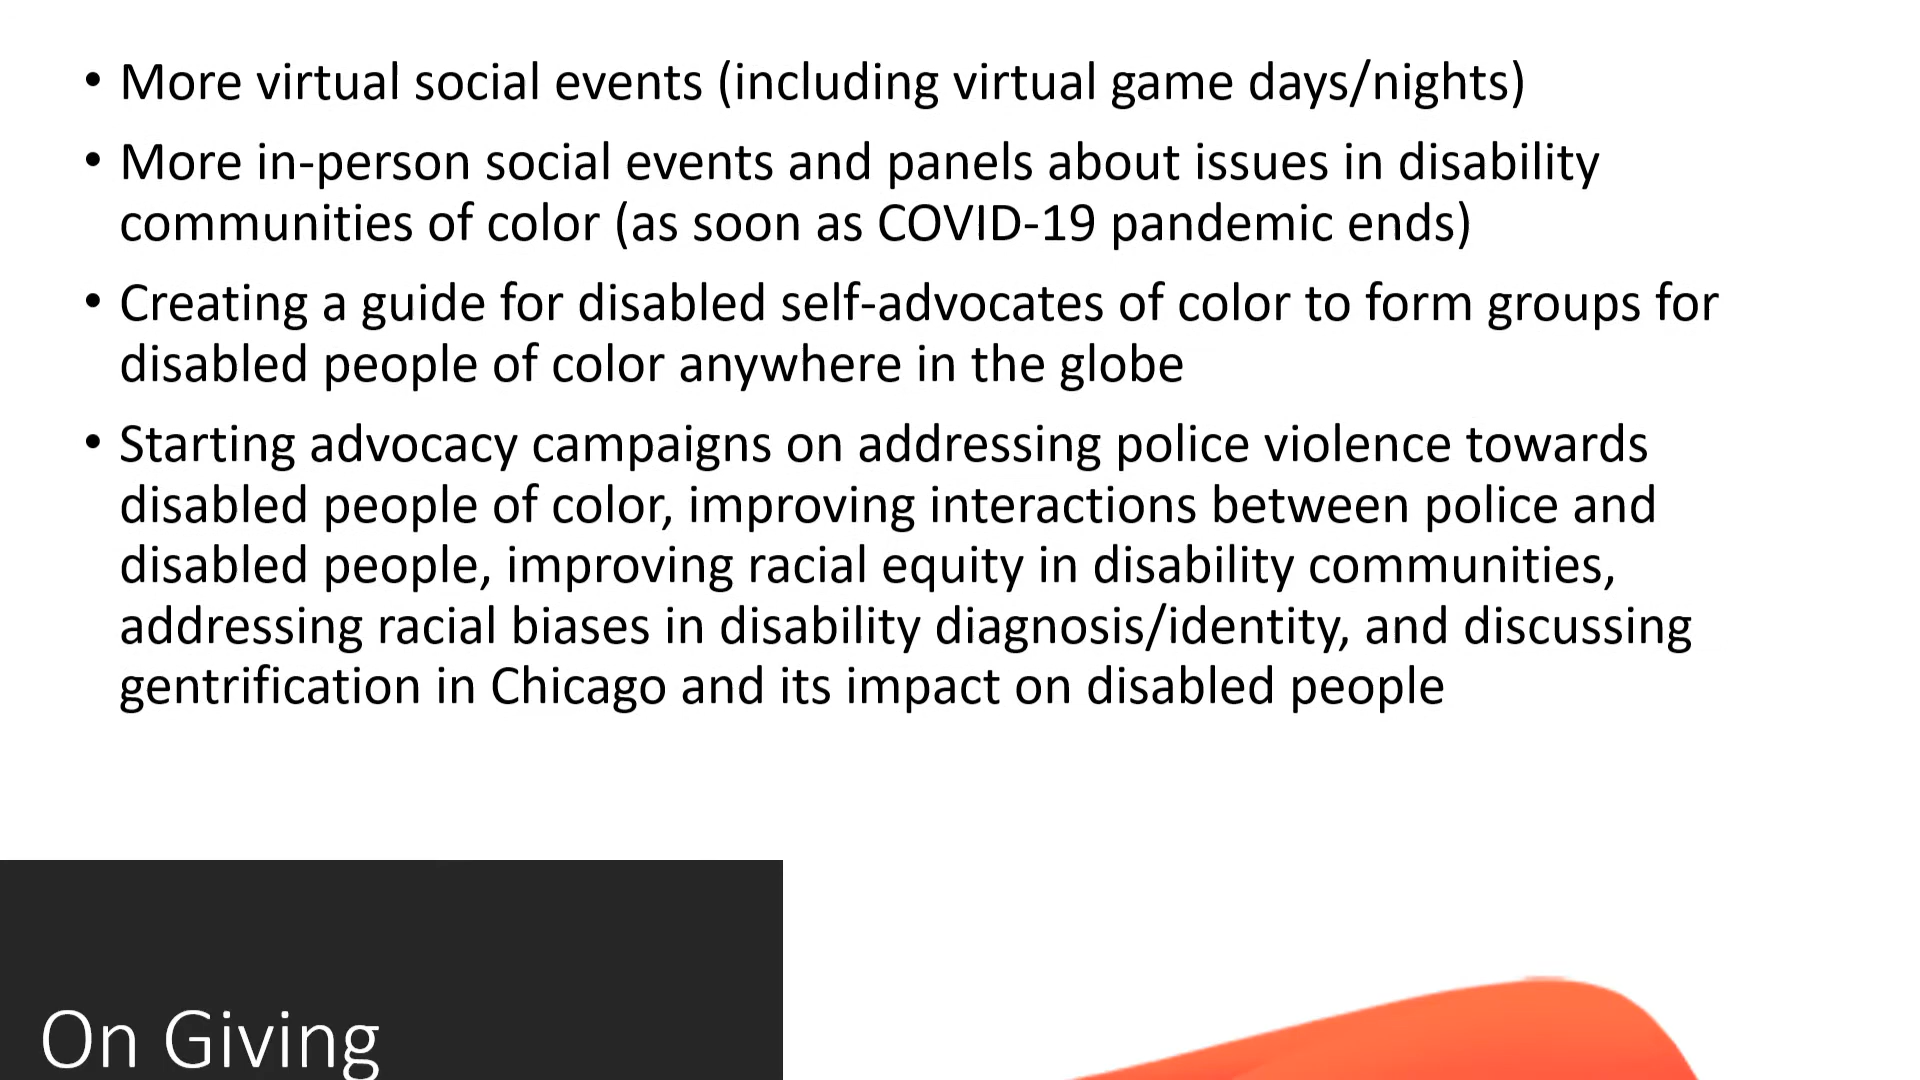 • More virtual social events (including virtual game days/nights)
• More in-person social events and panels about issues in disability
communities of color (as soon as COVID-19 pandemic ends)
• Creating a guide for disabled self-advocates of color to form groups for
disabled people of color anywhere in the globe
• Starting advocacy campaigns on addressing police violence towards
disabled people of color, improving interactions between police and
disabled people, improving racial equity in disability communities,
addressing racial biases in disability diagnosis/identity, and discussing
gentrification in Chicago and its impact on disabled people
On Giving